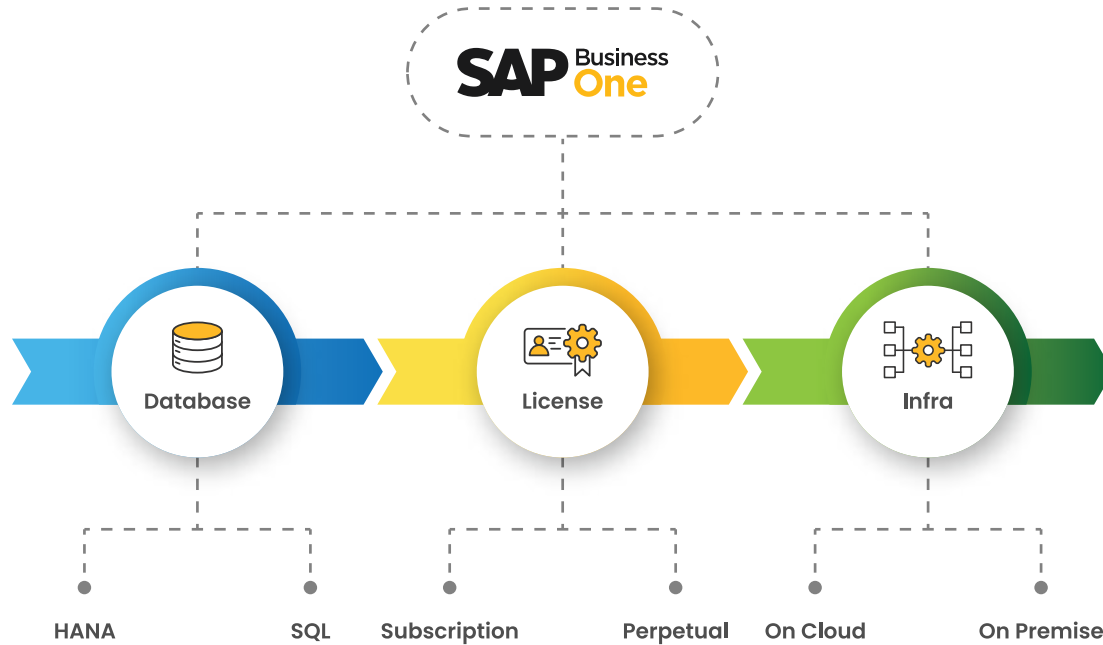 SAP Business
One
Database
License
Infra
HANA
SQL
Subscription
Perpetual
On Cloud
On Premise